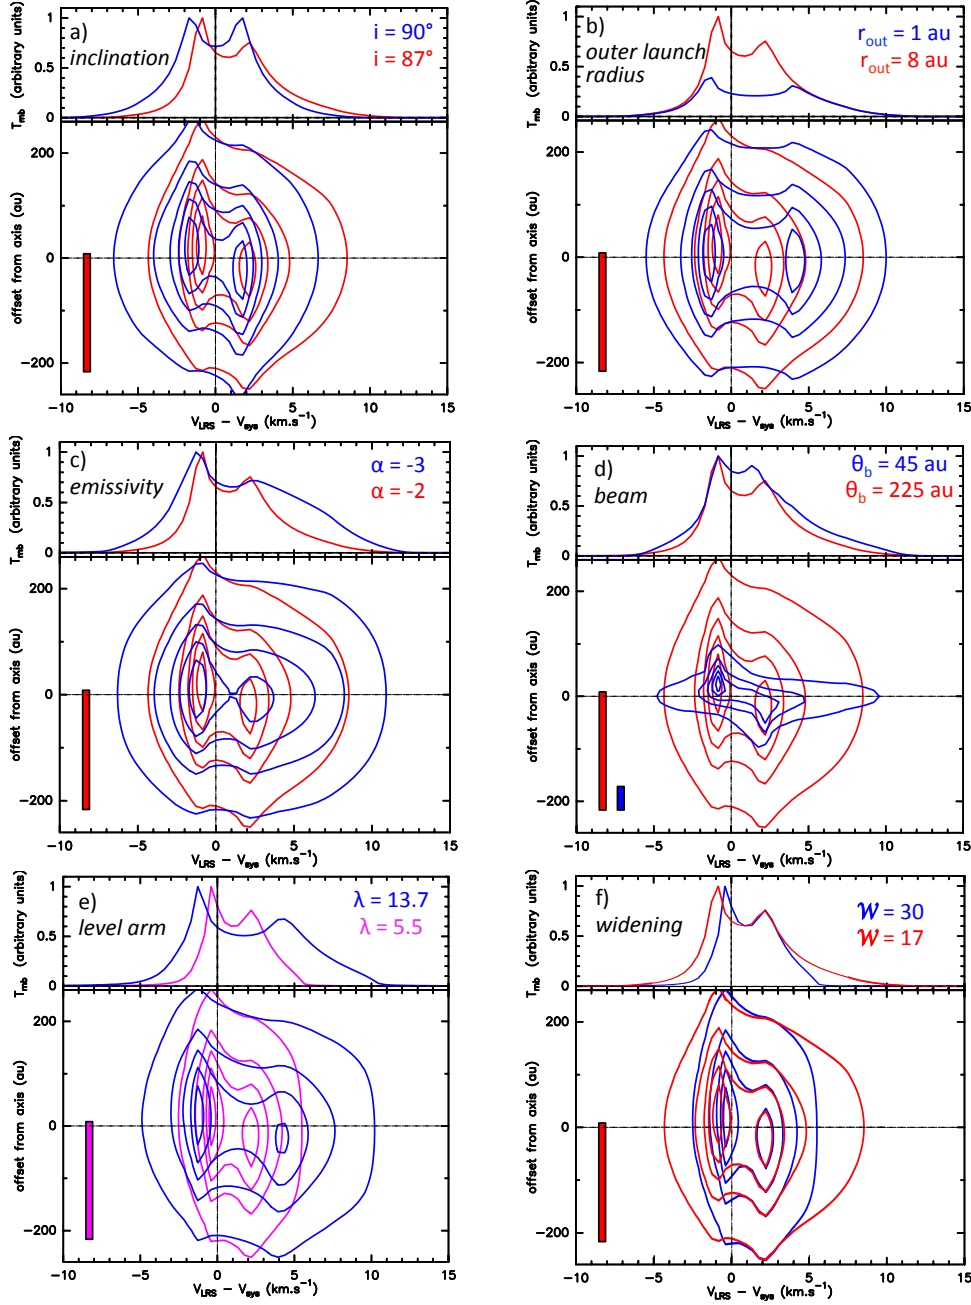 a)
inclination
i = 90°
i = 87°
T_mb (arbitrary units)
1
0.5
0
offset from axis (au)
200
0
−200
−10 −5 0 5 10 15
V_LRS − V_sys (km.s⁻¹)
b)
outer launch
radius
r_out = 1 au
r_out = 8 au
T_mb (arbitrary units)
1
0.5
0
offset from axis (au)
200
0
−200
−10 −5 0 5 10 15
V_LRS − V_sys (km.s⁻¹)
c)
emissivity
α = -3
α = -2
T_mb (arbitrary units)
1
0.5
0
offset from axis (au)
200
0
−200
−10 −5 0 5 10 15
V_LRS − V_sys (km.s⁻¹)
d)
beam
θ_b = 45 au
θ_b = 225 au
T_mb (arbitrary units)
1
0.5
0
offset from axis (au)
200
0
−200
−10 −5 0 5 10 15
V_LRS − V_sys (km.s⁻¹)
e)
level arm
λ = 13.7
λ = 5.5
T_mb (arbitrary units)
1
0.5
0
offset from axis (au)
200
0
−200
−10 −5 0 5 10 15
V_LRS − V_sys (km.s⁻¹)
f)
widening
𝒲 = 30
𝒲 = 17
T_mb (arbitrary units)
1
0.5
0
offset from axis (au)
200
0
−200
−10 −5 0 5 10 15
V_LRS − V_sys (km.s⁻¹)